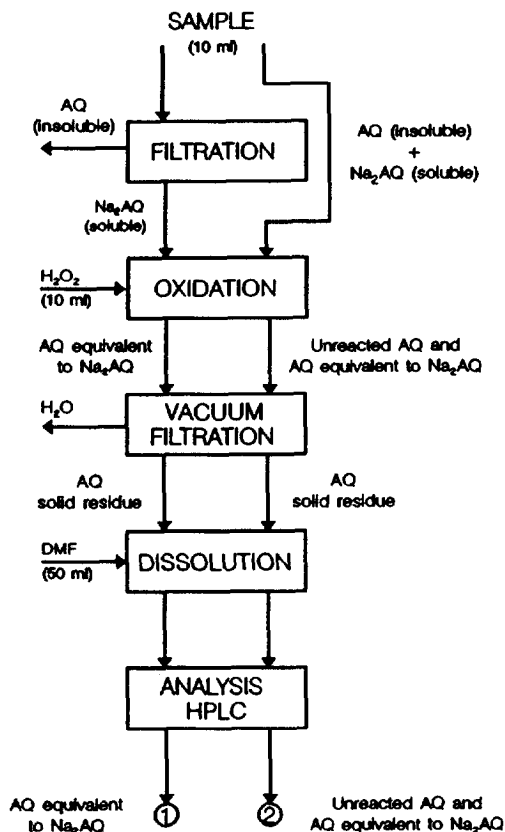 SAMPLE
(10 ml)
AQ
(insoluble)
FILTRATION
AQ (insoluble)
+
Na₂AQ (soluble)
Na₂AQ
(soluble)
H₂O₂
(10 ml)
OXIDATION
AQ equivalent
to Na₂AQ
Unreacted AQ and
AQ equivalent to Na₂AQ
H₂O
VACUUM
FILTRATION
AQ
solid residue
AQ
solid residue
DMF
(50 ml)
DISSOLUTION
ANALYSIS
HPLC
AQ equivalent
to Na₂AQ
①
②
Unreacted AQ and
AQ equivalent to Na₂AQ